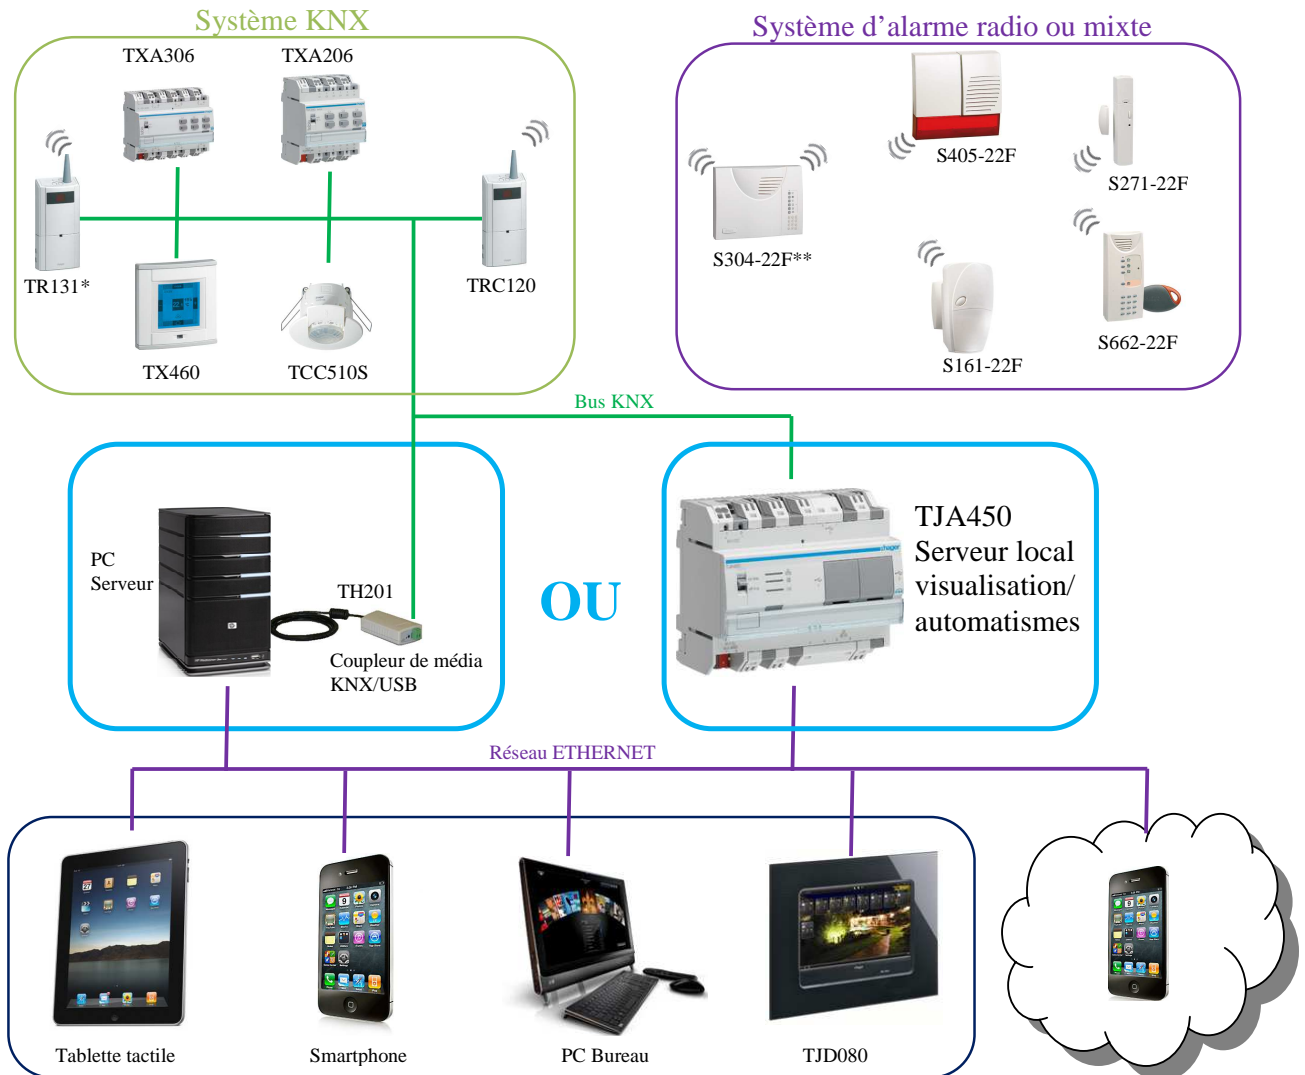 Système KNX
Système d’alarme radio ou mixte
TXA306
TXA206
TR131*
TRC120
TX460
TCC510S
S405-22F
S271-22F
S304-22F**
S161-22F
S662-22F
Bus KNX
PC
Serveur
TH201
Coupleur de média
KNX/USB
OU
:hager
TJA450
Serveur local
visualisation/
automatismes
Réseau ETHERNET
Tablette tactile
Smartphone
PC Bureau
TJD080